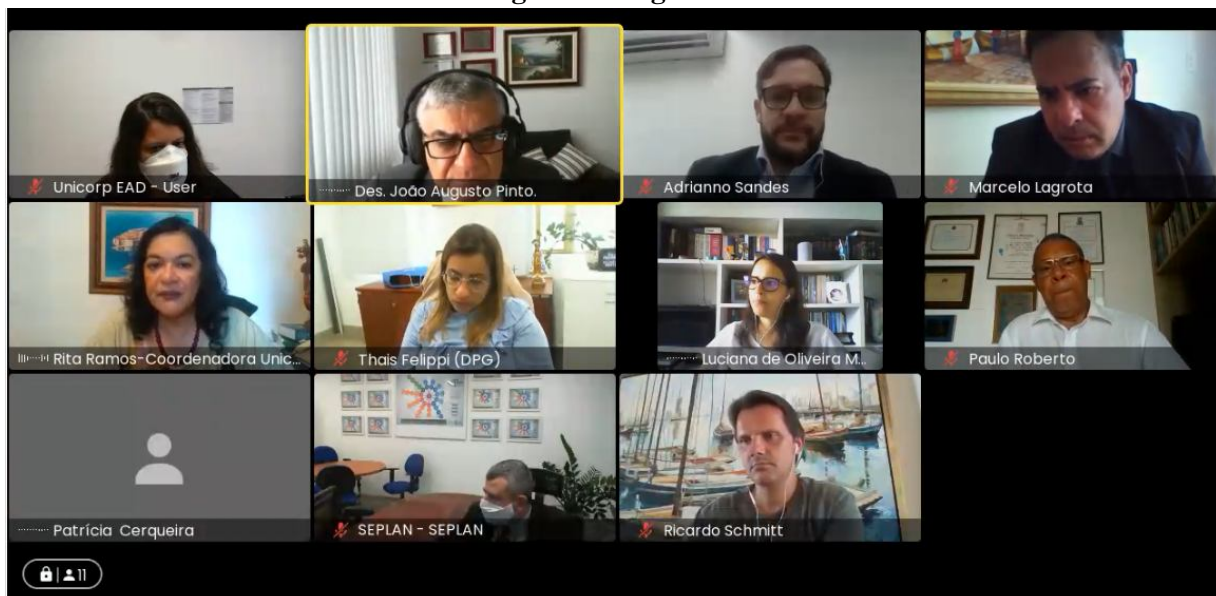 Unicorp EAD - User
Des. João Augusto Pinto.
Adrianno Sandes
Marcelo Lagrota
Rita Ramos-Coordenadora Unic...
Thais Felippi (DPG)
Luciana de Oliveira M...
Paulo Roberto
Patrícia Cerqueira
SEPLAN - SEPLAN
Ricardo Schmitt
11